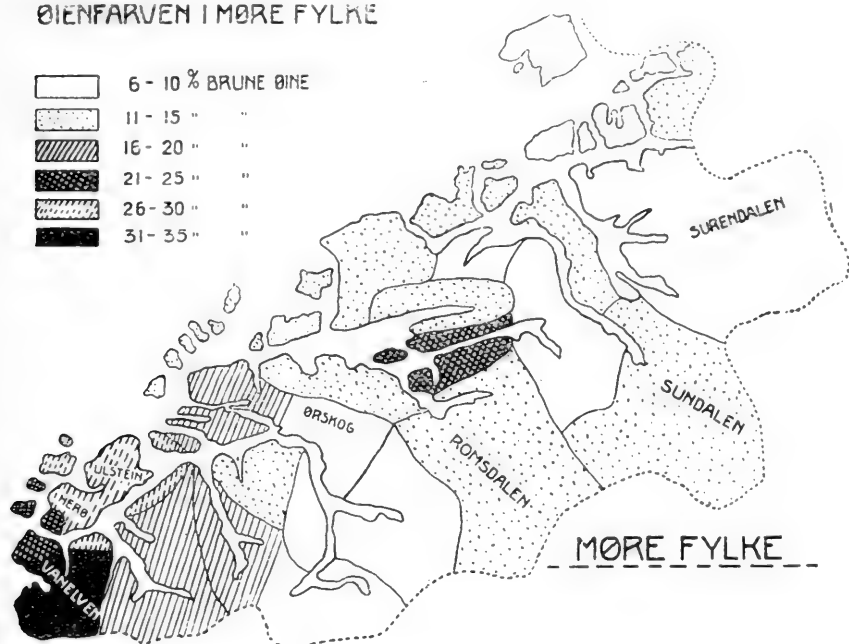 ØIENFARVEN I MØRE FYLKE
6 - 10 % BRUNE ØINE
11 - 15 " "
16 - 20 " "
21 - 25 " "
26 - 30 " "
31 - 35 " "
SURENDALEN
SUNDALEN
ØRSKOG
ROMSDALEN
ULSTEIN
HERØ
VANELVEN
MØRE FYLKE